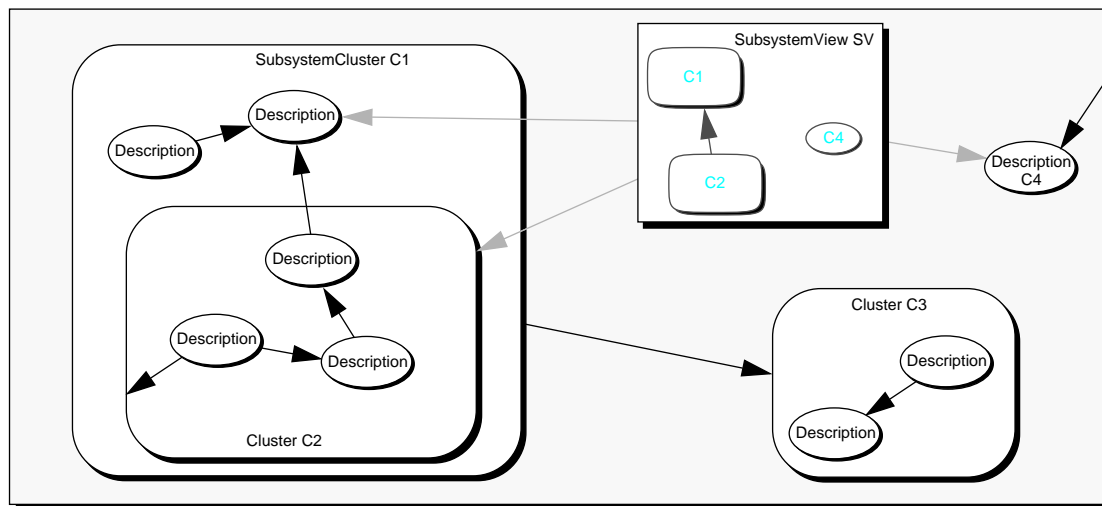 SubsystemCluster C1
Description
Description
Description
Description
Description
Cluster C2
SubsystemView SV
C1
C4
C2
Description
C4
Cluster C3
Description
Description